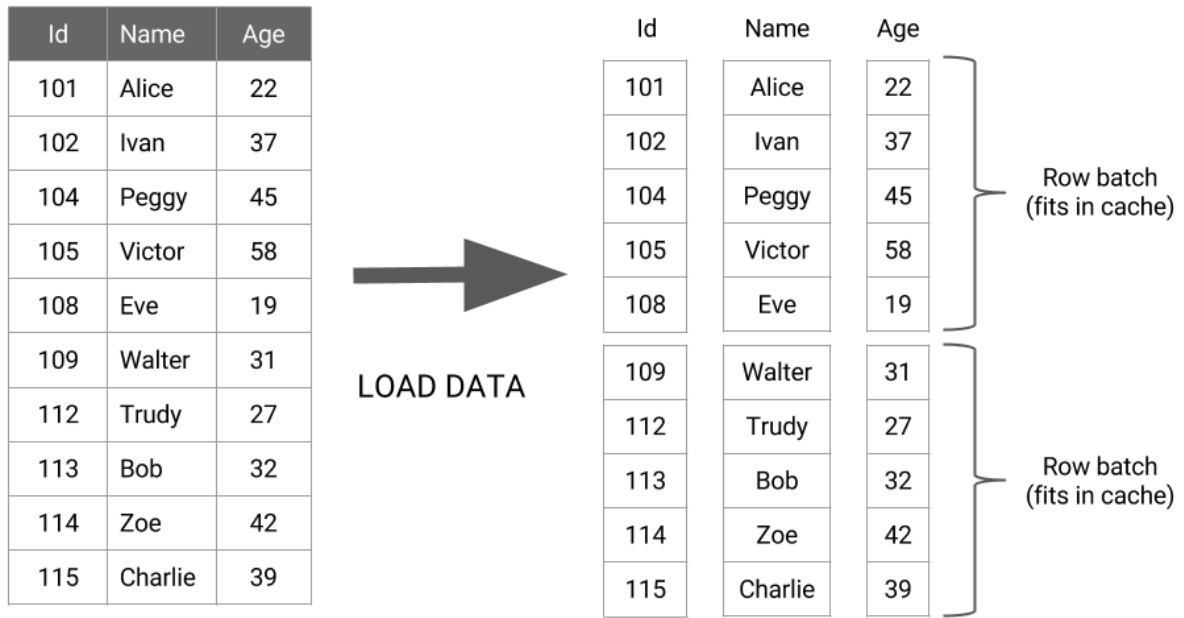 Id Name Age
101 Alice 22
102 Ivan 37
104 Peggy 45
105 Victor 58
108 Eve 19
109 Walter 31
112 Trudy 27
113 Bob 32
114 Zoe 42
115 Charlie 39
LOAD DATA
Id Name Age
101 Alice 22
102 Ivan 37
104 Peggy 45
105 Victor 58
108 Eve 19
Row batch
(fits in cache)
109 Walter 31
112 Trudy 27
113 Bob 32
114 Zoe 42
115 Charlie 39
Row batch
(fits in cache)